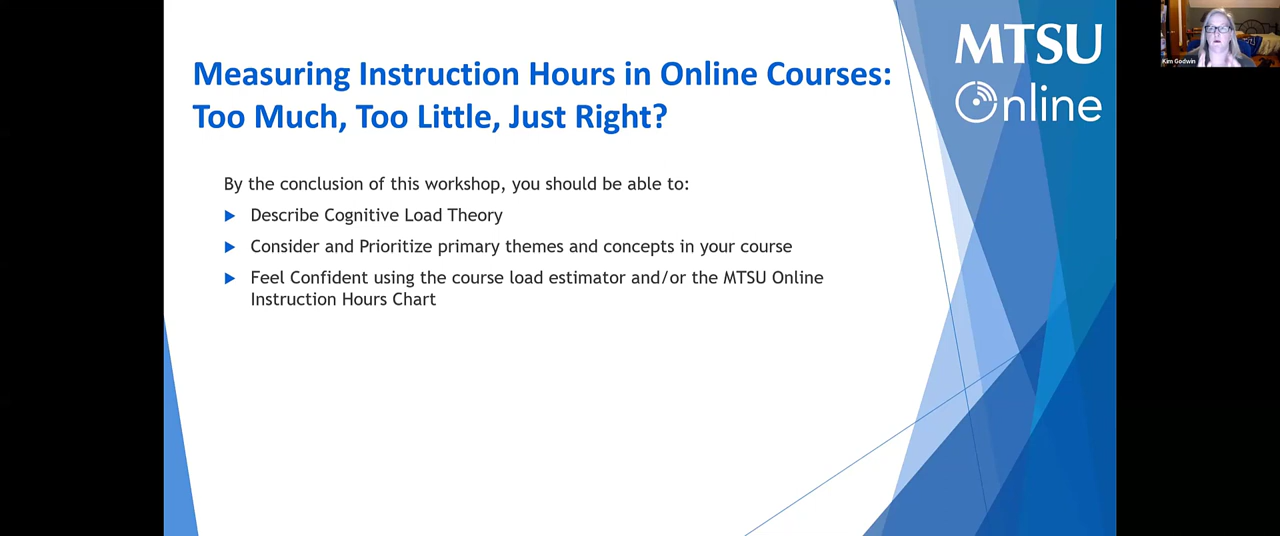 Measuring Instruction Hours in Online Courses:
Too Much, Too Little, Just Right?
MTSU
Online
Kim Godwin
By the conclusion of this workshop, you should be able to:
Describe Cognitive Load Theory
Consider and Prioritize primary themes and concepts in your course
Feel Confident using the course load estimator and/or the MTSU Online
Instruction Hours Chart